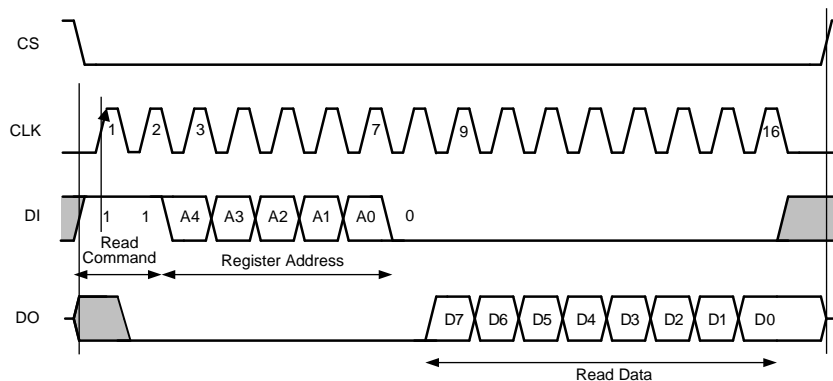 CS
CLK
1 2 3 7 9 16
DI
1 1 A4 A3 A2 A1 A0 0
Read
Command
Register Address
DO
D7 D6 D5 D4 D3 D2 D1 D0
Read Data